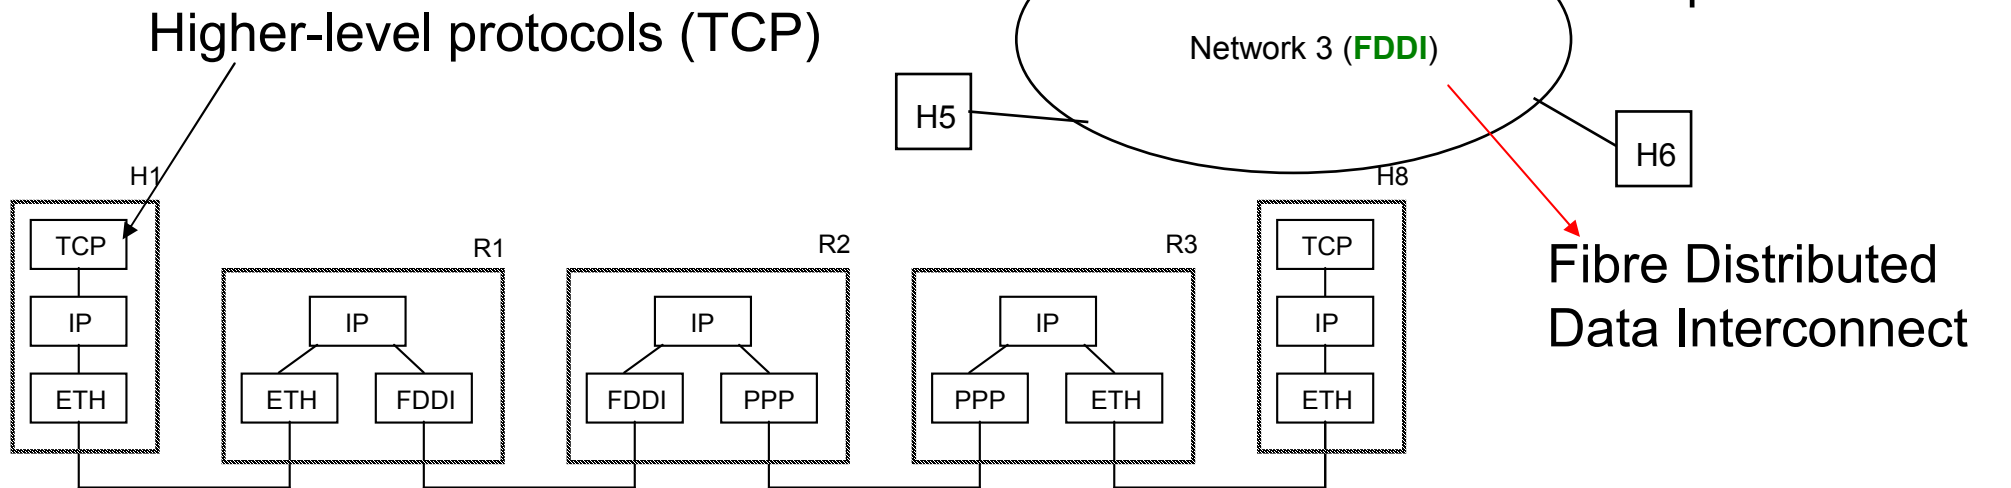 Higher-level protocols (TCP)
Network 3 (FDDI)
H5
H6
H1
H8
R1
R2
R3
TCP
TCP
Fibre Distributed
Data Interconnect
IP
IP
IP
IP
IP
ETH
ETH
FDDI
FDDI
PPP
PPP
ETH
ETH